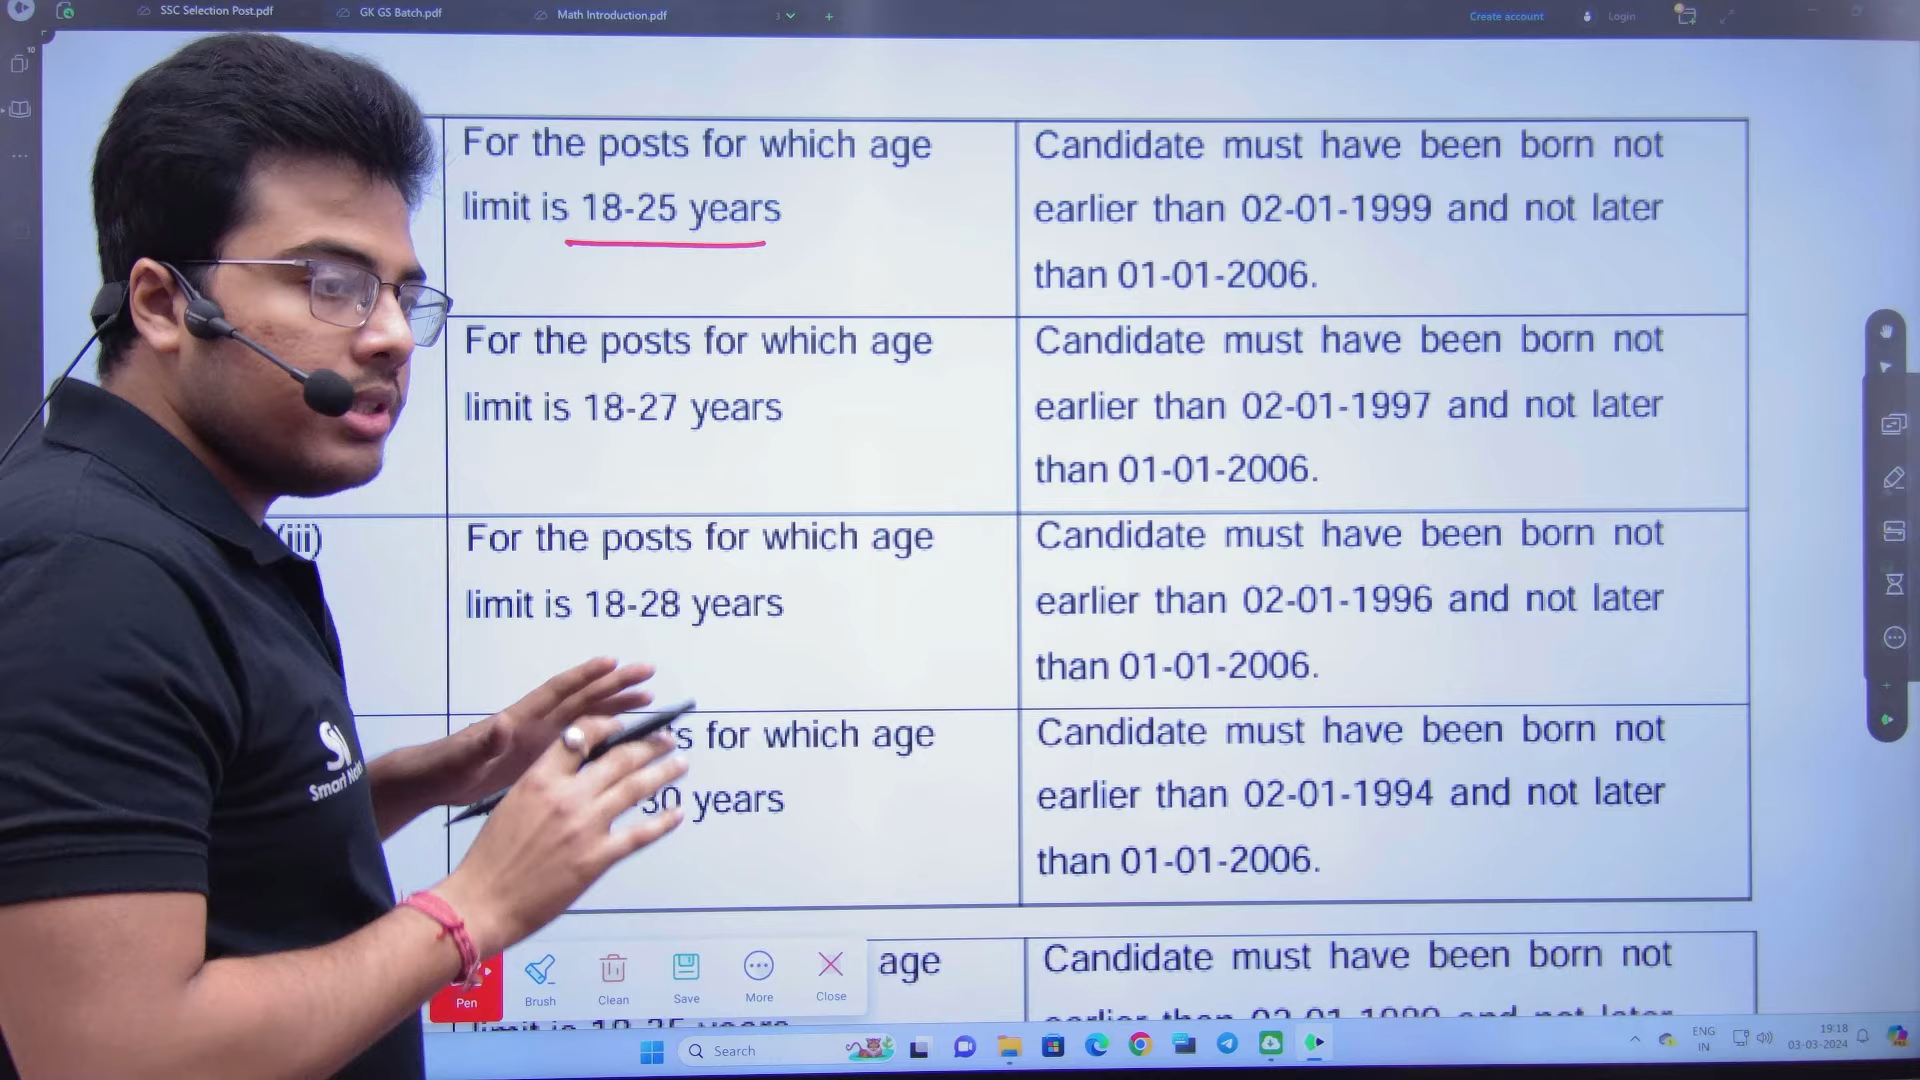 SSC Selection Post.pdf
GK GS Batch.pdf
Math Introduction.pdf
3
Create account
Login
10
For the posts for which age
limit is 18-25 years
Candidate must have been born not
earlier than 02-01-1999 and not later
than 01-01-2006.
For the posts for which age
limit is 18-27 years
Candidate must have been born not
earlier than 02-01-1997 and not later
than 01-01-2006.
(iii)
For the posts for which age
limit is 18-28 years
Candidate must have been born not
earlier than 02-01-1996 and not later
than 01-01-2006.
for which age
30 years
Candidate must have been born not
earlier than 02-01-1994 and not later
than 01-01-2006.
age
Candidate must have been born not
Pen
Brush
Clean
Save
More
Close
Search
ENG
IN
19:18
03-03-2024
Smart